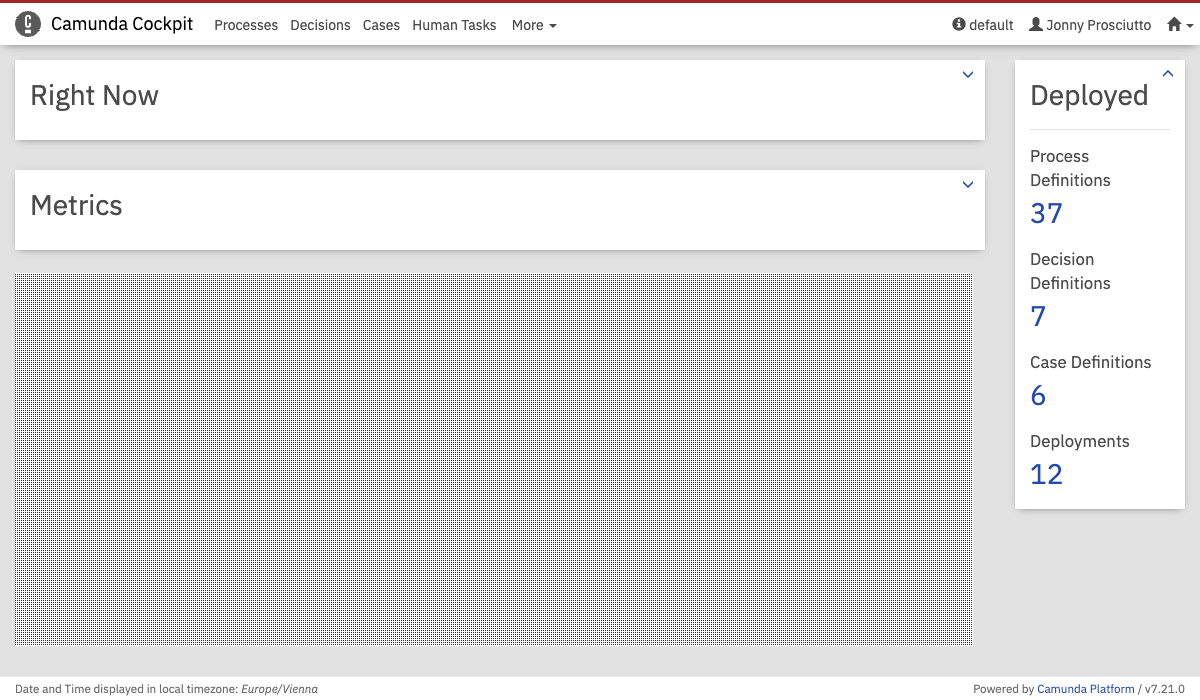 Camunda Cockpit Processes Decisions Cases Human Tasks More default Jonny Prosciutto
Right Now
Metrics
Deployed
Process
Definitions
37
Decision
Definitions
7
Case Definitions
6
Deployments
12
Date and Time displayed in local timezone: Europe/Vienna
Powered by Camunda Platform / v7.21.0